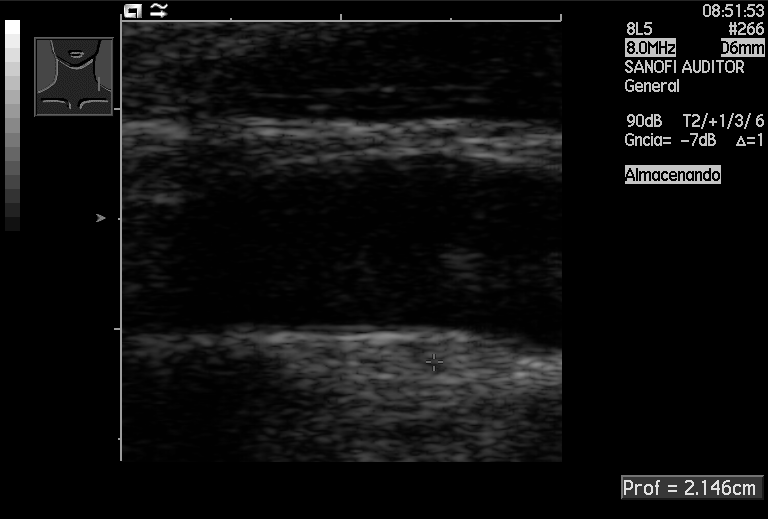 08:51:53
8L5 #266
8.0MHz 06mm
SANOFI AUDITOR
General
90dB T2/+1/3/ 6
Gncia= -7dB Δ=1
Almacenando
Prof = 2.146cm